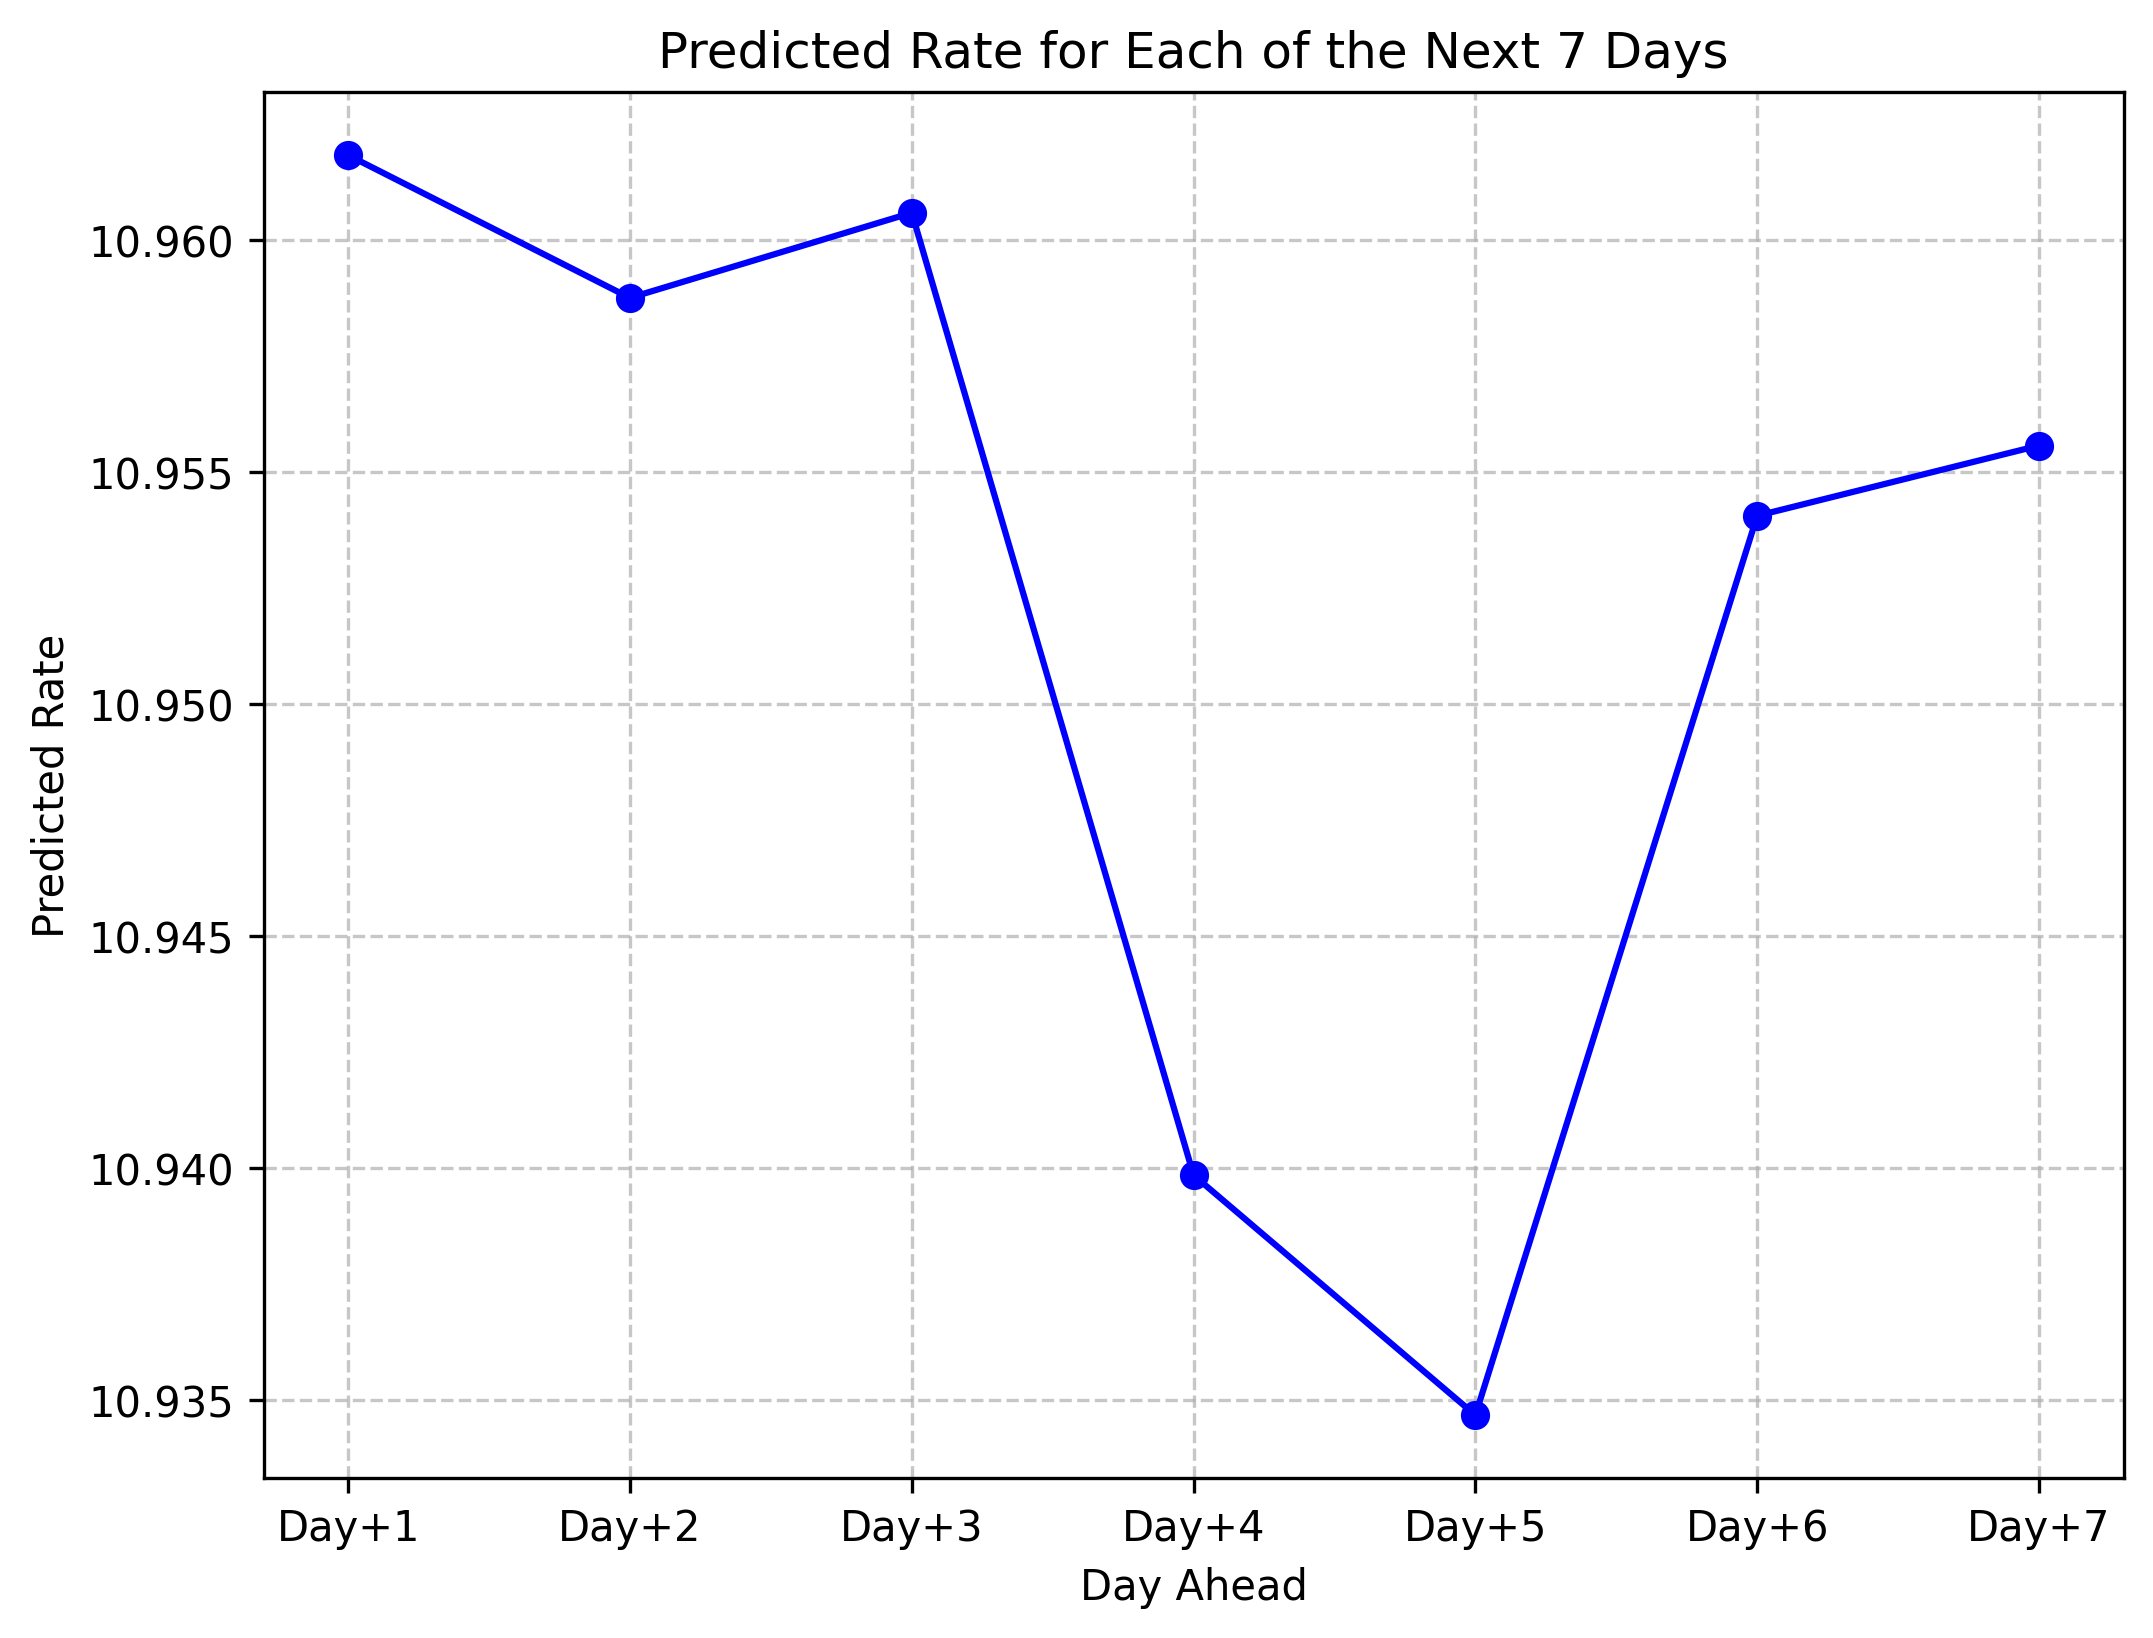 Predicted Rate for Each of the Next 7 Days
10.960
10.955
10.950
10.945
10.940
10.935
Predicted Rate
Day+1 Day+2 Day+3 Day+4 Day+5 Day+6 Day+7
Day Ahead